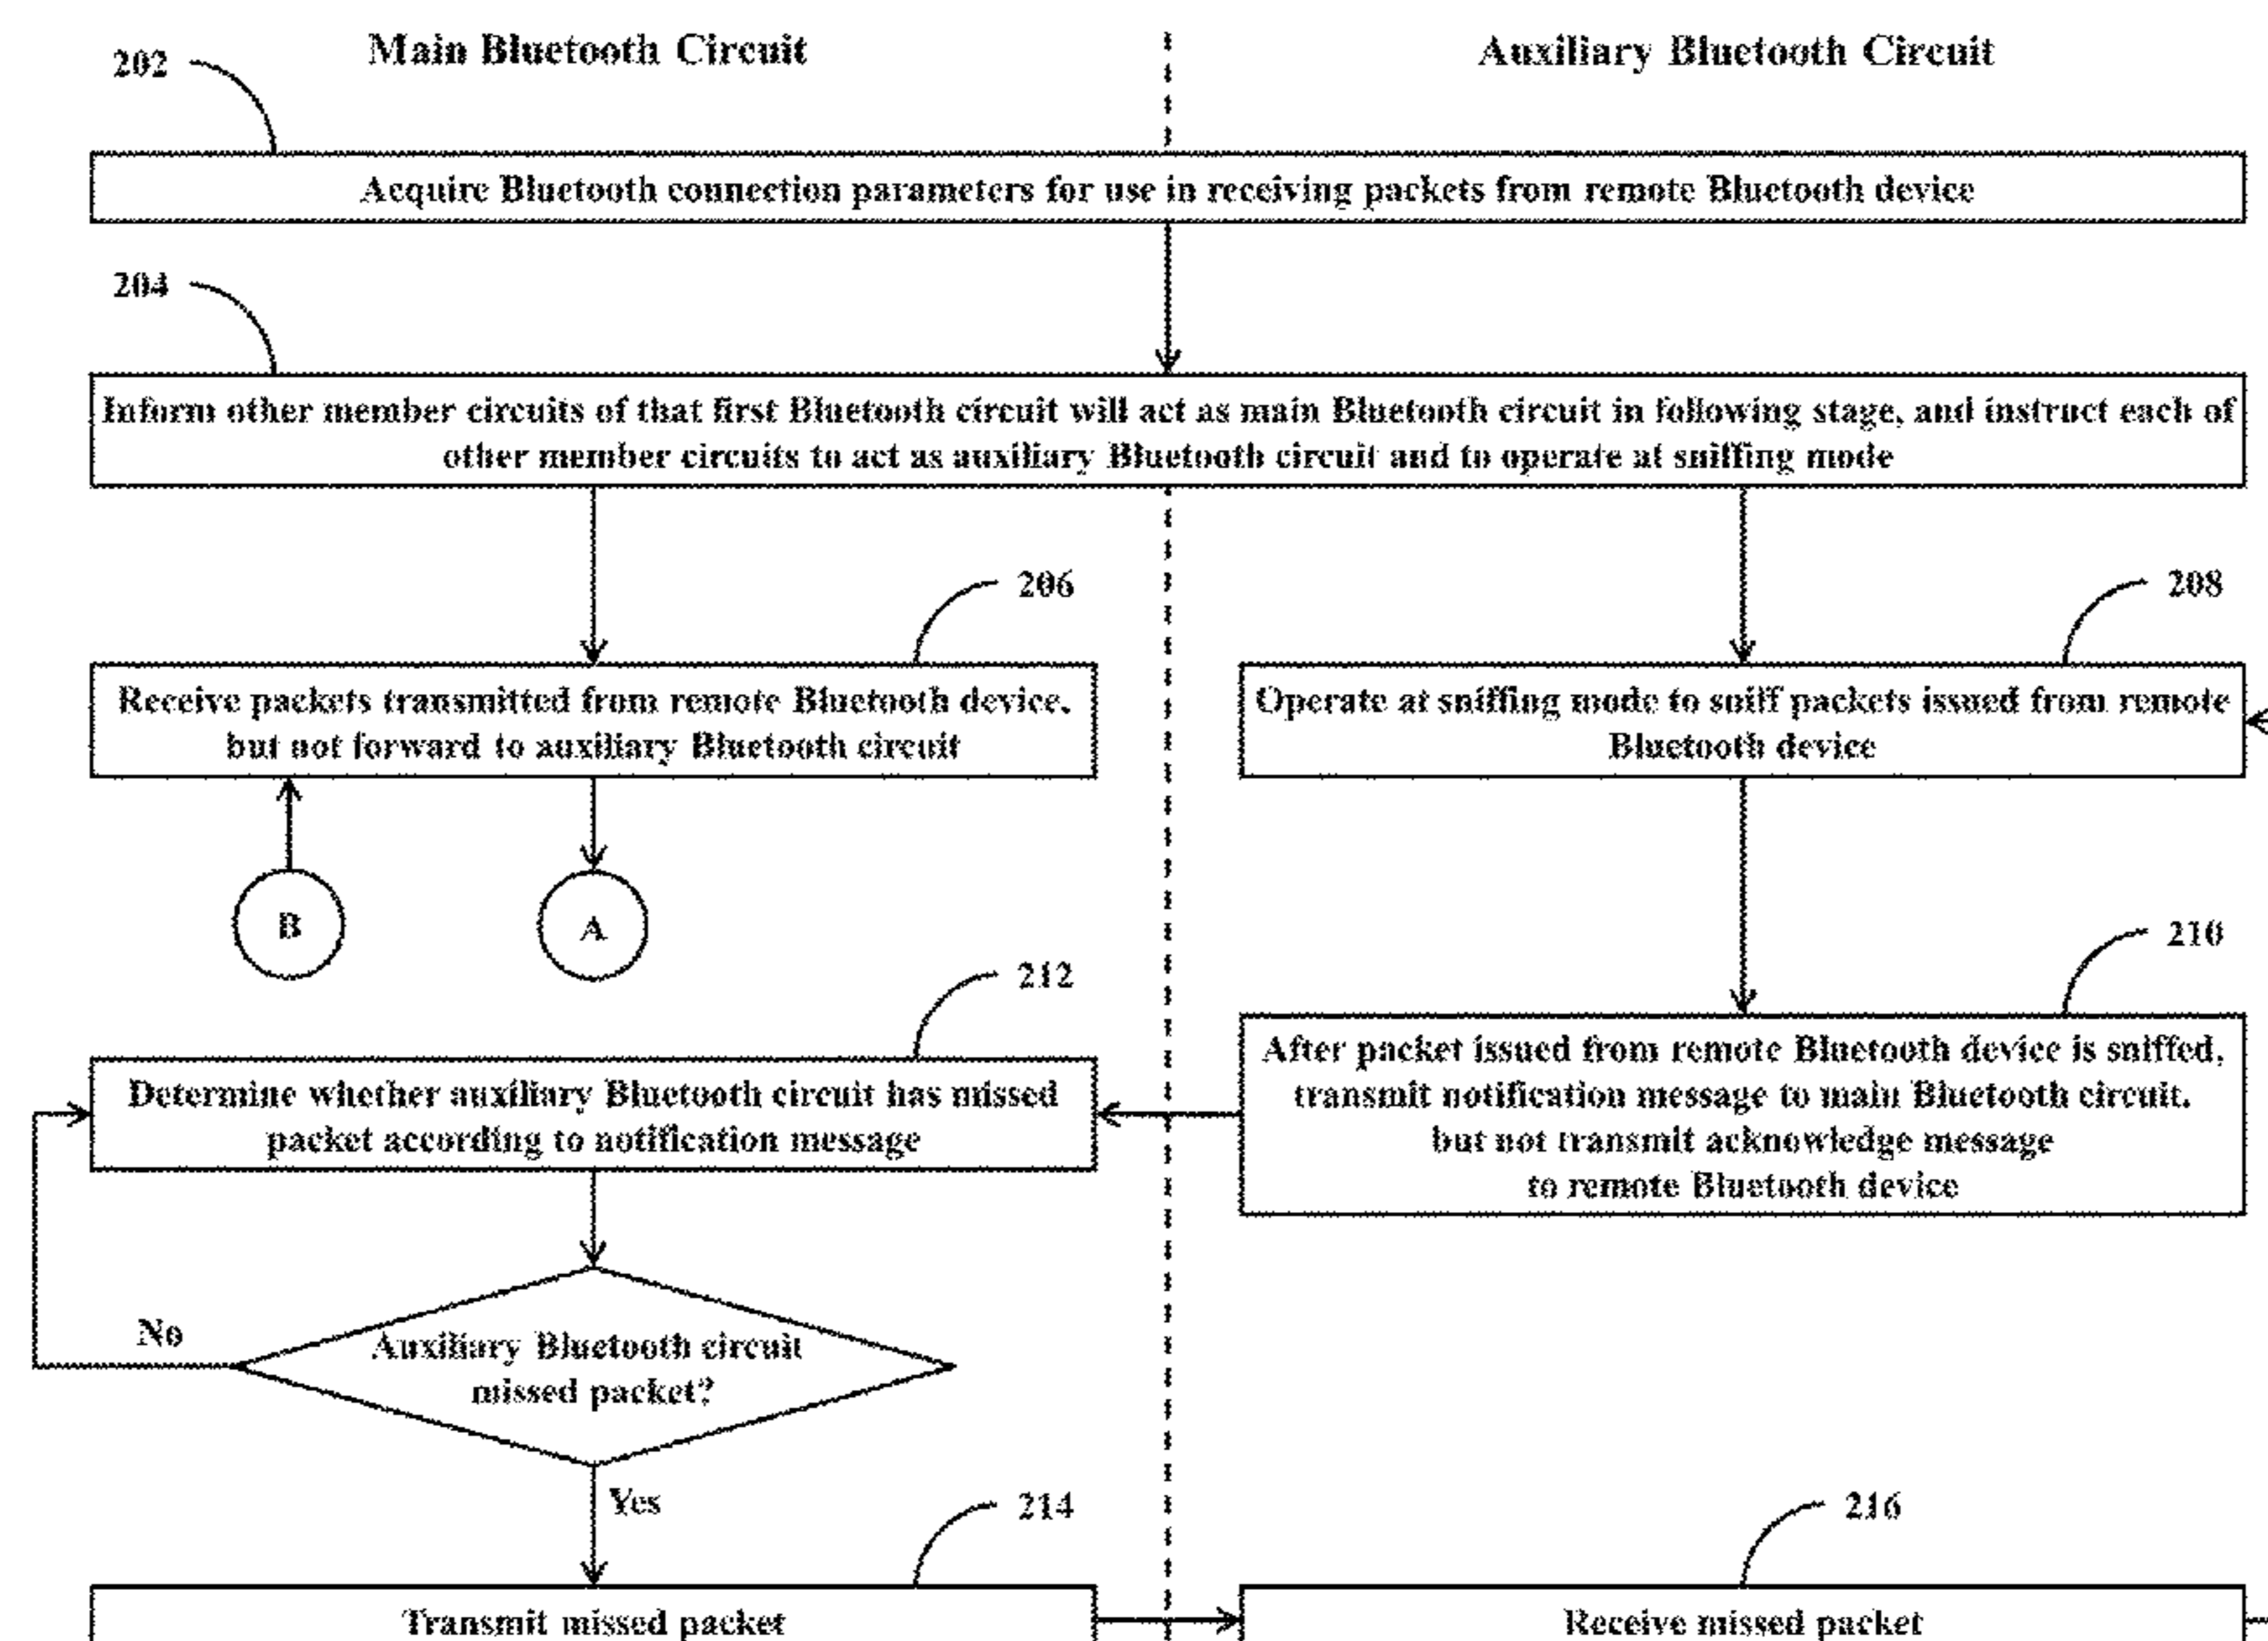 Main Bluetooth Circuit
Auxiliary Bluetooth Circuit
202
Acquire Bluetooth connection parameters for use in receiving packets from remote Bluetooth device
204
Inform other member circuits of that first Bluetooth circuit will act as main Bluetooth circuit in following stage, and instruct each of
other member circuits to act as auxiliary Bluetooth circuit and to operate at sniffing mode
206
208
Receive packets transmitted from remote Bluetooth device,
but not forward to auxiliary Bluetooth circuit
Operate at sniffing mode to sniff packets issued from remote
Bluetooth device
B
A
210
212
After packet issued from remote Bluetooth device is sniffed,
transmit notification message to main Bluetooth circuit,
but not transmit acknowledge message
to remote Bluetooth device
Determine whether auxiliary Bluetooth circuit has missed
packet according to notification message
No
Auxiliary Bluetooth circuit
missed packet?
Yes
214
216
Transmit missed packet
Receive missed packet